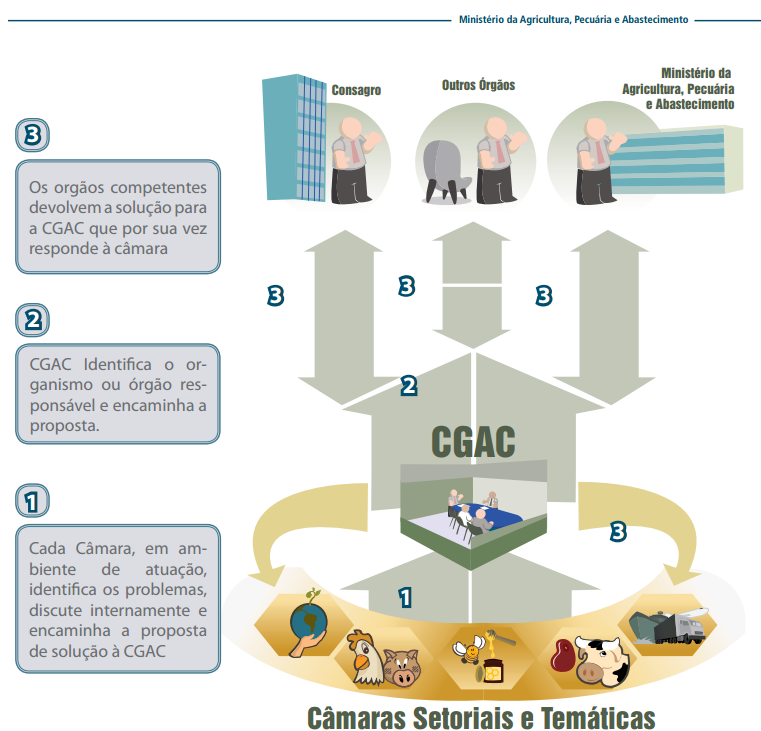 Ministério da Agricultura, Pecuária e Abastecimento
Consagro
Outros Órgãos
Ministério da
Agricultura, Pecuária
e Abastecimento
3
Os orgãos competentes
devolvem a solução para
a CGAC que por sua vez
responde à câmara
3
3
3
2
CGAC Identifica o or-
ganismo ou órgão res-
ponsável e encaminha a
proposta.
2
CGAC
1
Cada Câmara, em am-
biente de atuação,
identifica os problemas,
discute internamente e
encaminha a proposta
de solução à CGAC
3
1
Câmaras Setoriais e Temáticas